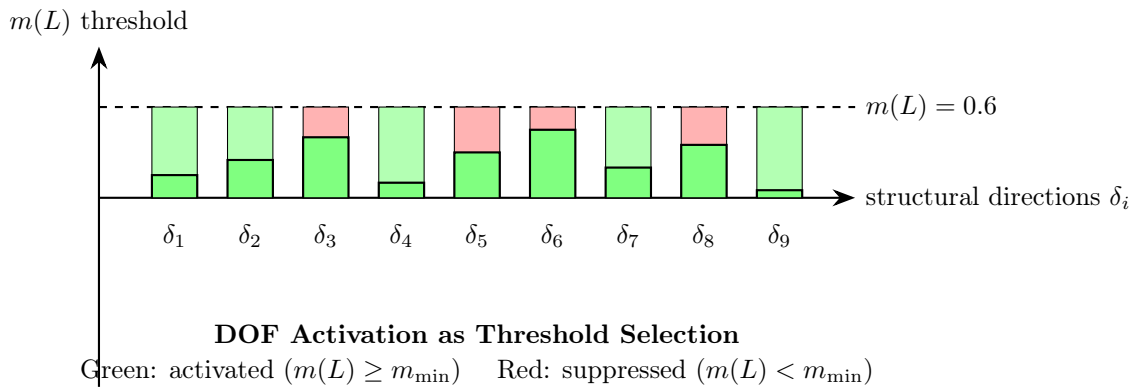 m(L) threshold
m(L) = 0.6
structural directions δ_i
δ_1 δ_2 δ_3 δ_4 δ_5 δ_6 δ_7 δ_8 δ_9
DOF Activation as Threshold Selection
Green: activated (m(L) ≥ m_min) Red: suppressed (m(L) < m_min)